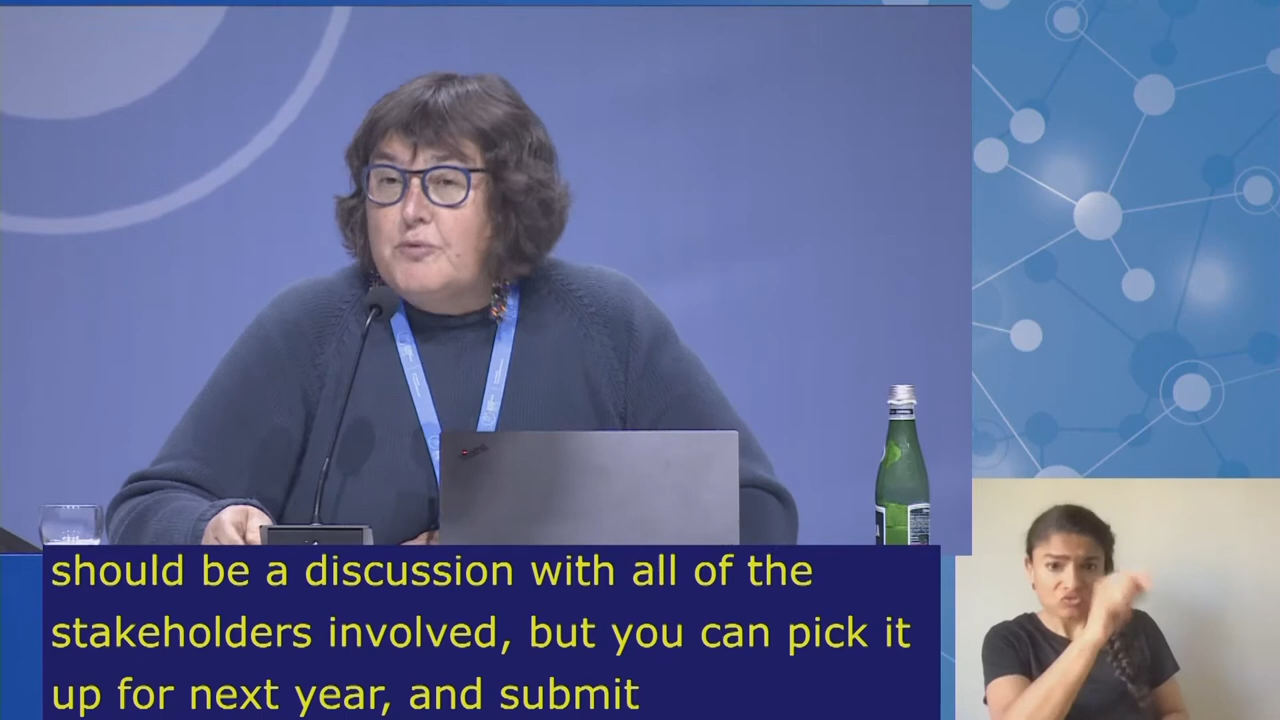 should be a discussion with all of the
stakeholders involved, but you can pick it
up for next year, and submit